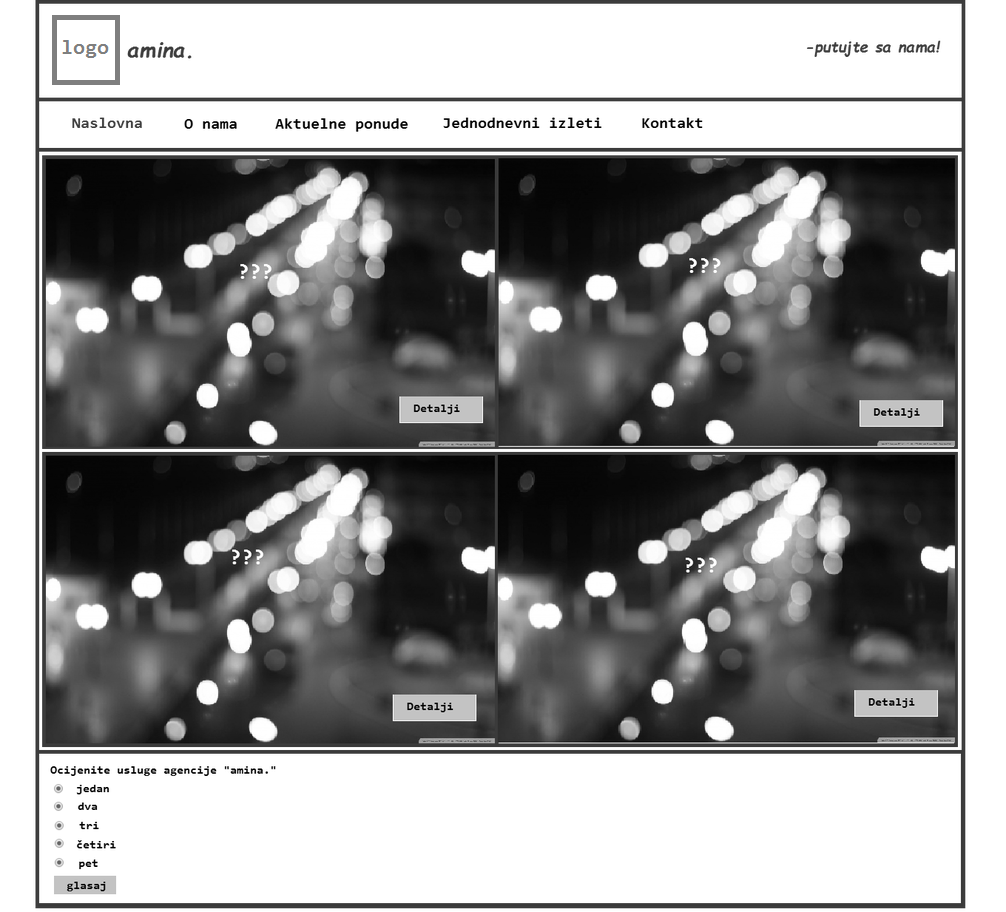 logo
amina.
-putujte sa nama!
Naslovna O nama Aktuelne ponude Jednodnevni izleti Kontakt
???
???
Detalji
Detalji
???
???
Detalji
Detalji
Ocijenite usluge agencije "amina."
jedan
dva
tri
četiri
pet
glasaj